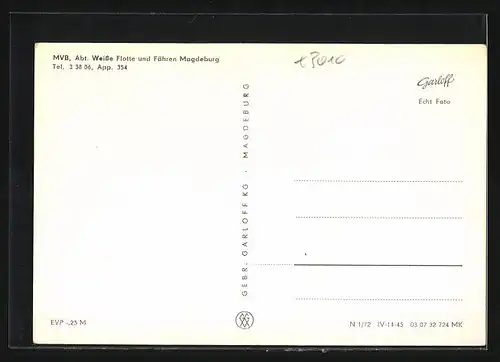 MVB, Abt. Weiße Flotte und Fähren Magdeburg
Tel. 3 38 06, App. 354
Garloff
Echt Foto
GEBR. GARLOFF KG · MAGDEBURG
EVP -,25 M
N 1/72 IV-14-45 03 07 32 724 MK